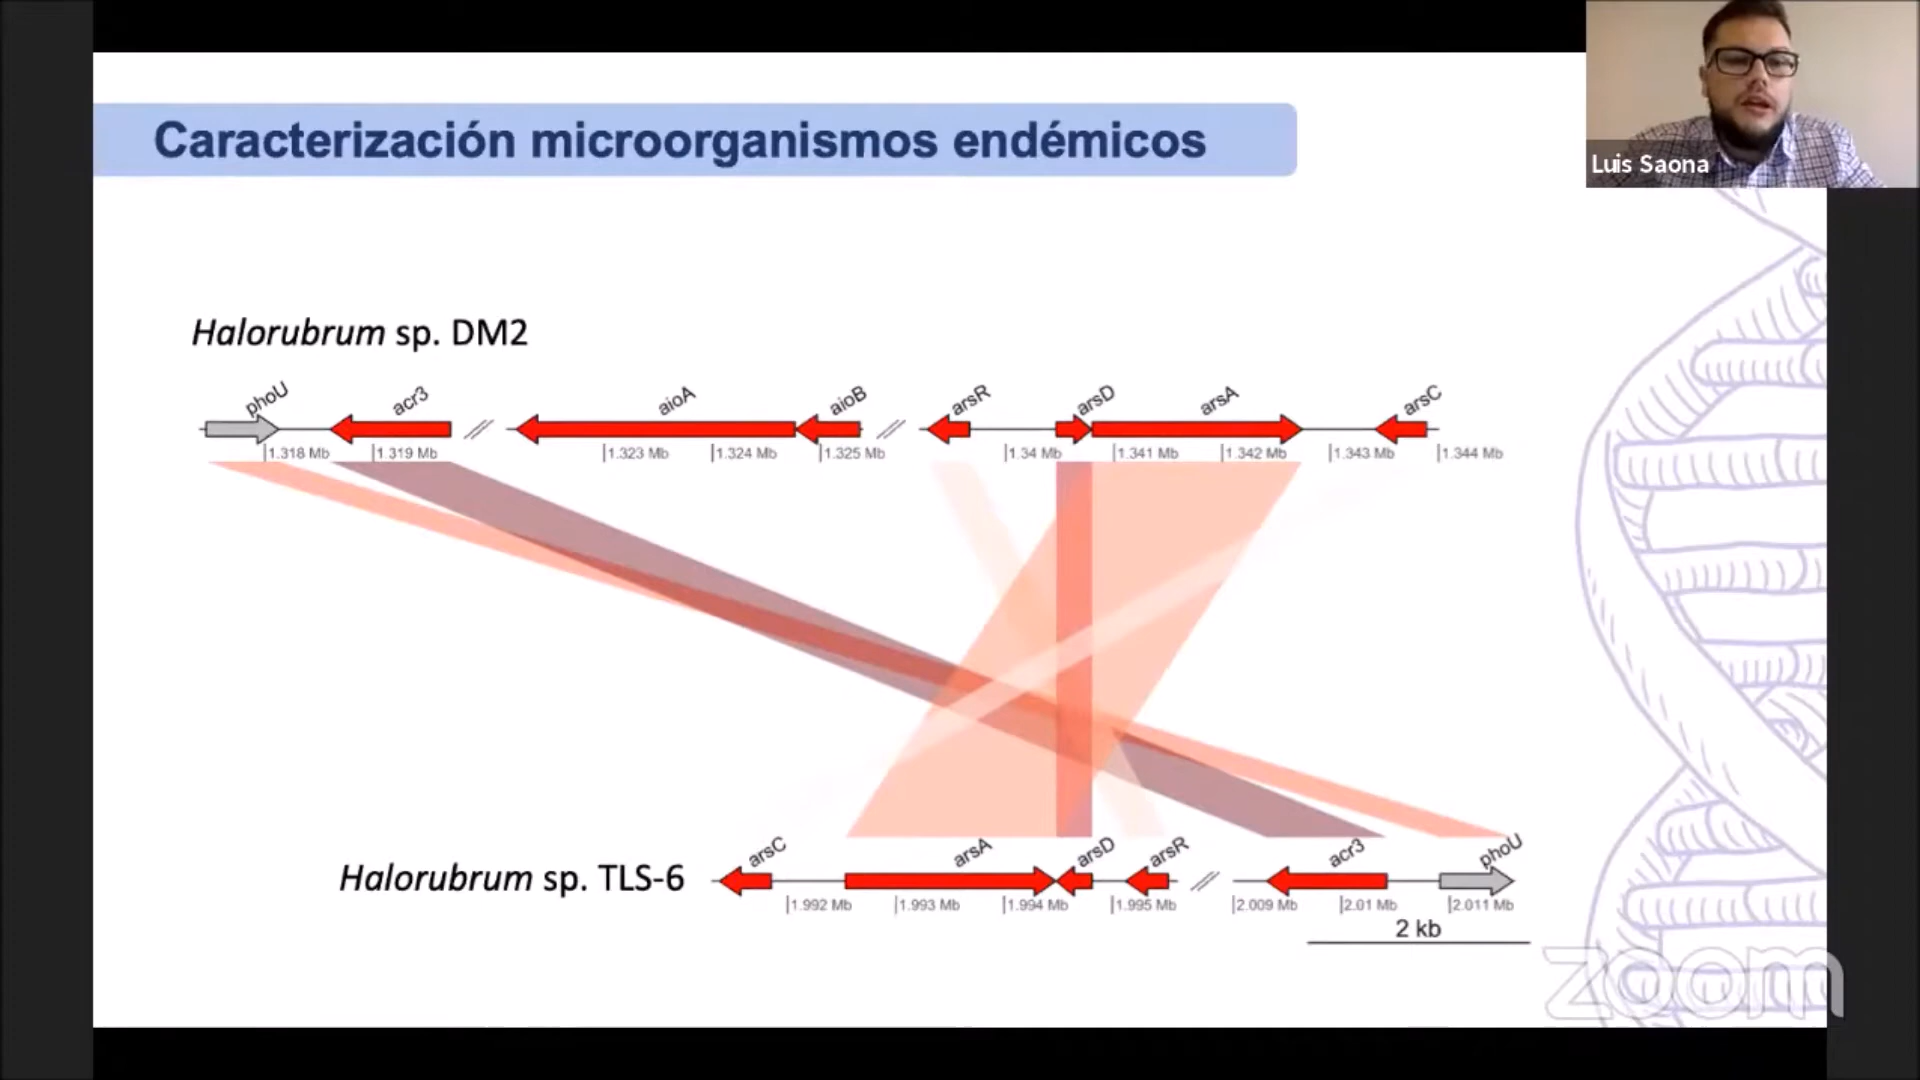 Caracterización microorganismos endémicos
Luis Saona
Halorubrum sp. DM2
phoU acr3 aioA aioB arsR arsD arsA arsC
1.318 Mb 1.319 Mb 1.323 Mb 1.324 Mb 1.325 Mb 1.34 Mb 1.341 Mb 1.342 Mb 1.343 Mb 1.344 Mb
arsC arsA arsD arsR acr3 phoU
Halorubrum sp. TLS-6
1.992 Mb 1.993 Mb 1.994 Mb 1.995 Mb 2.009 Mb 2.01 Mb 2.011 Mb
2 kb
zoom